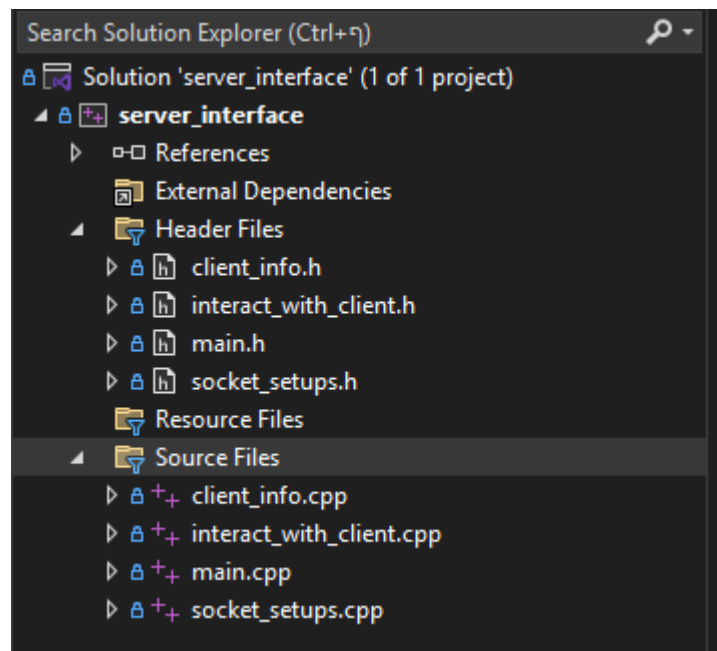 Search Solution Explorer (Ctrl+ף)
Solution 'server_interface' (1 of 1 project)
server_interface
References
External Dependencies
Header Files
client_info.h
interact_with_client.h
main.h
socket_setups.h
Resource Files
Source Files
client_info.cpp
interact_with_client.cpp
main.cpp
socket_setups.cpp